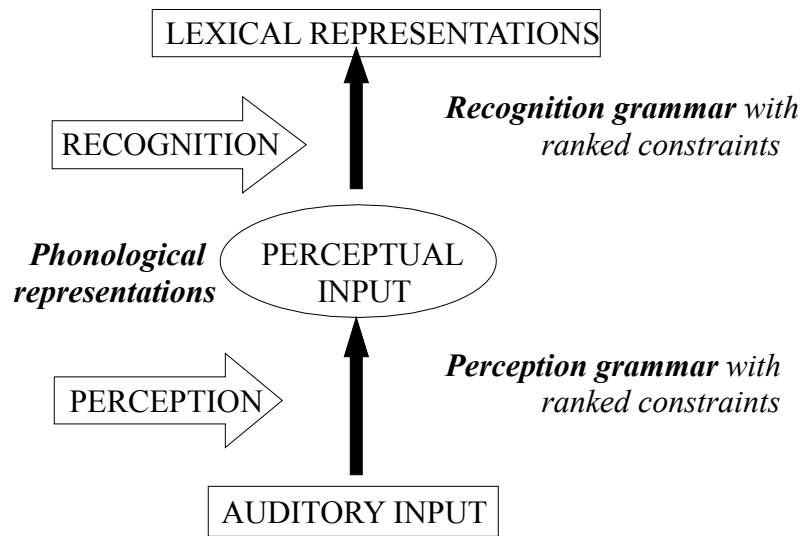 LEXICAL REPRESENTATIONS
Recognition grammar with
ranked constraints
RECOGNITION
Phonological
representations
PERCEPTUAL
INPUT
Perception grammar with
ranked constraints
PERCEPTION
AUDITORY INPUT